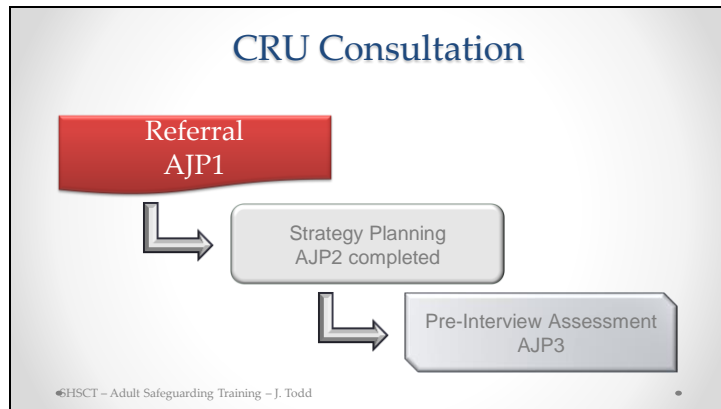 CRU Consultation
Referral
AJP1
Strategy Planning
AJP2 completed
Pre-Interview Assessment
AJP3
SHSCT – Adult Safeguarding Training – J. Todd